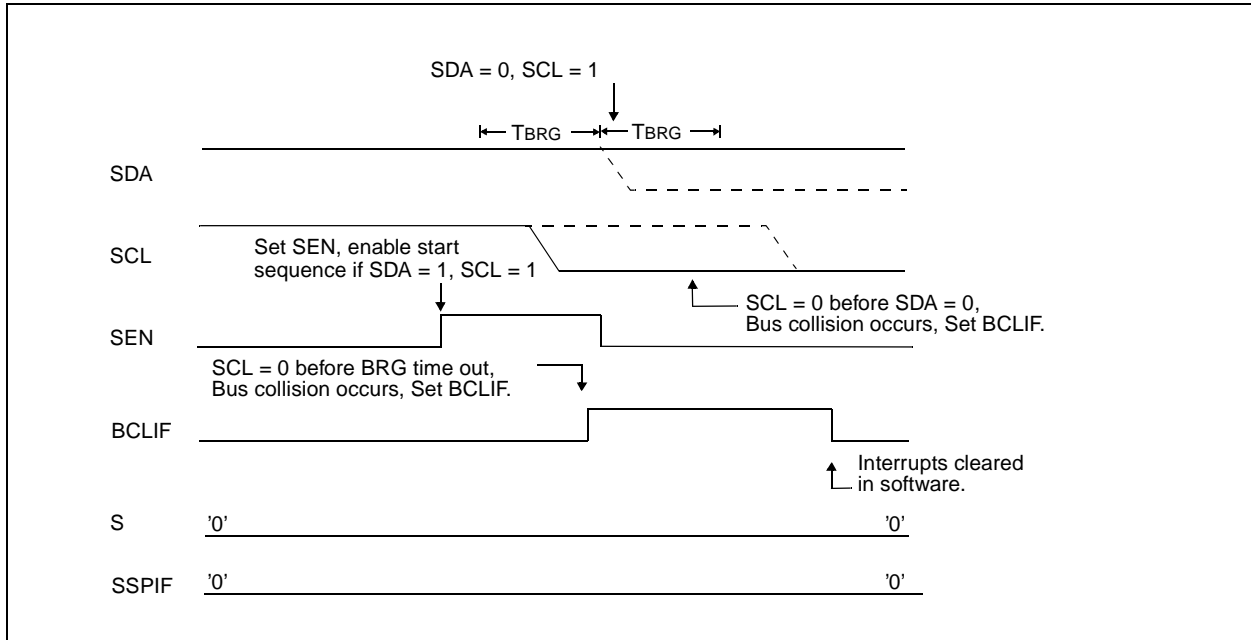 SDA = 0, SCL = 1
TBRG TBRG
SDA
SCL
Set SEN, enable start
sequence if SDA = 1, SCL = 1
SCL = 0 before SDA = 0,
Bus collision occurs, Set BCLIF.
SEN
SCL = 0 before BRG time out,
Bus collision occurs, Set BCLIF.
BCLIF
Interrupts cleared
in software.
S '0' '0'
SSPIF '0' '0'